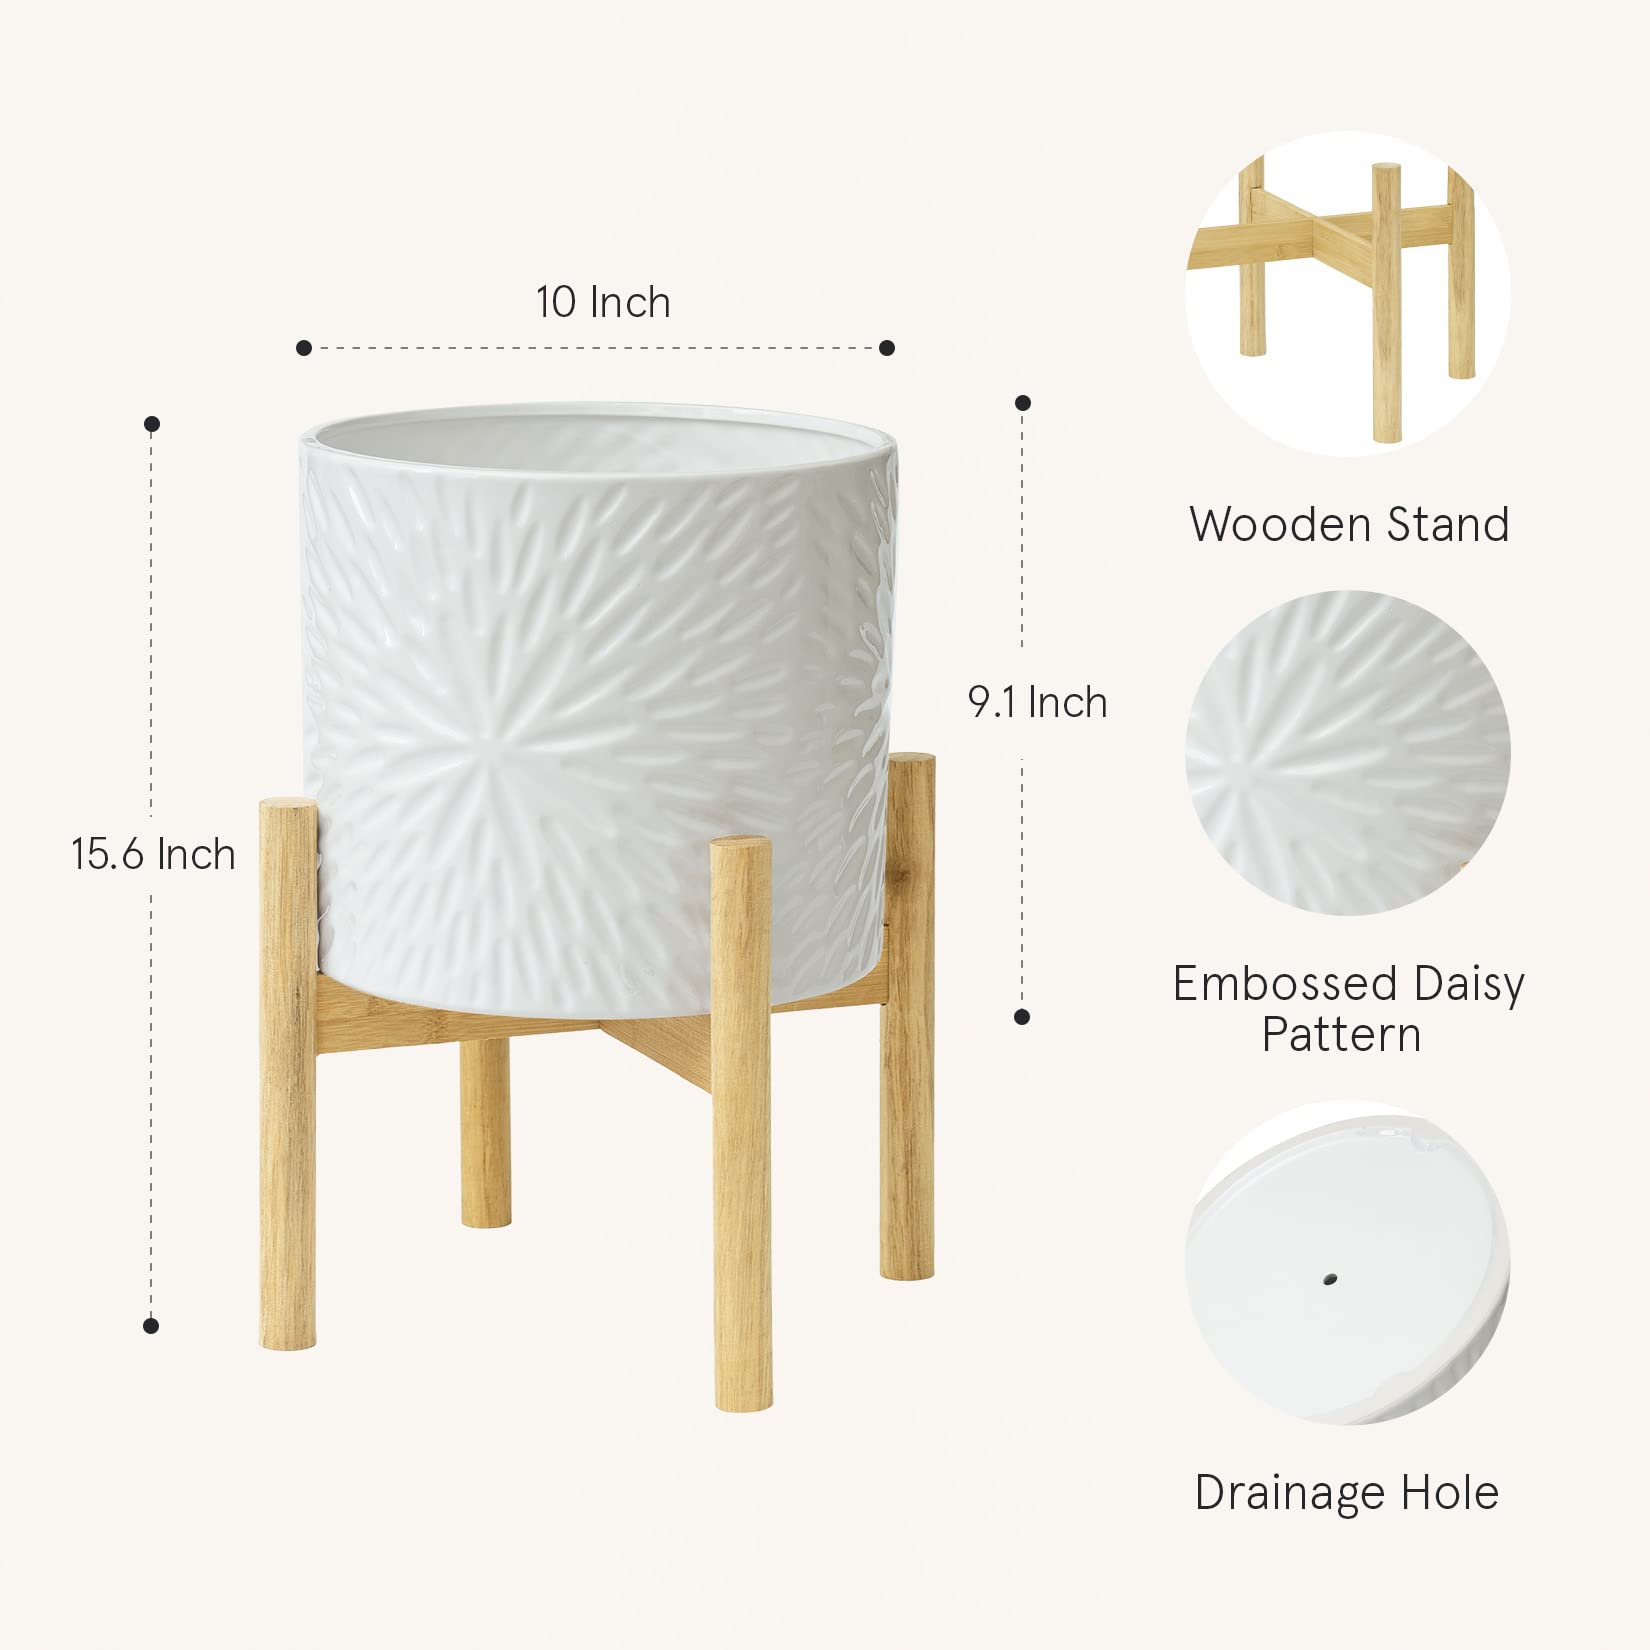 10 Inch
15.6 Inch
9.1 Inch
Wooden Stand
Embossed Daisy
Pattern
Drainage Hole